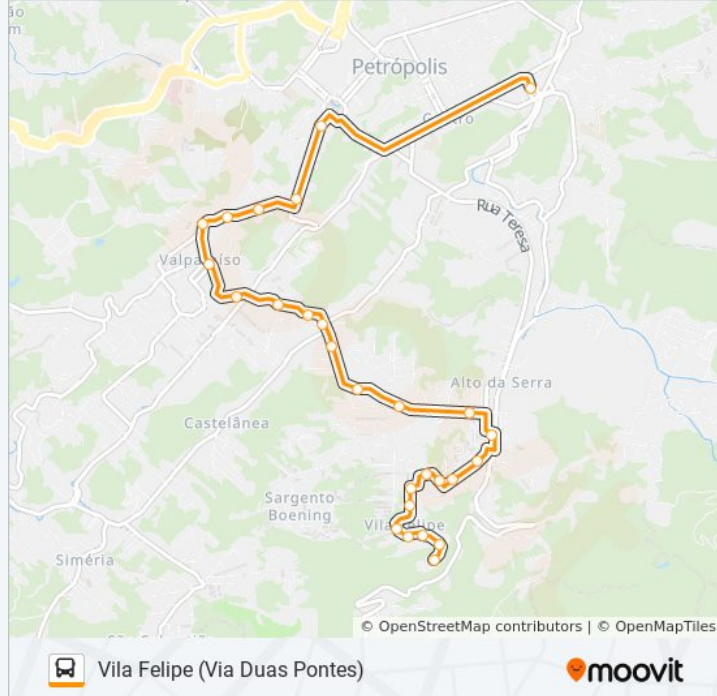 ão
m
Petrópolis
Centro
Rua Teresa
Valparaíso
Alto da Serra
Castelânea
Sargento
Boening
Vila Felipe
Siméria
© OpenStreetMap contributors | © OpenMapTiles
Vila Felipe (Via Duas Pontes)
moovit